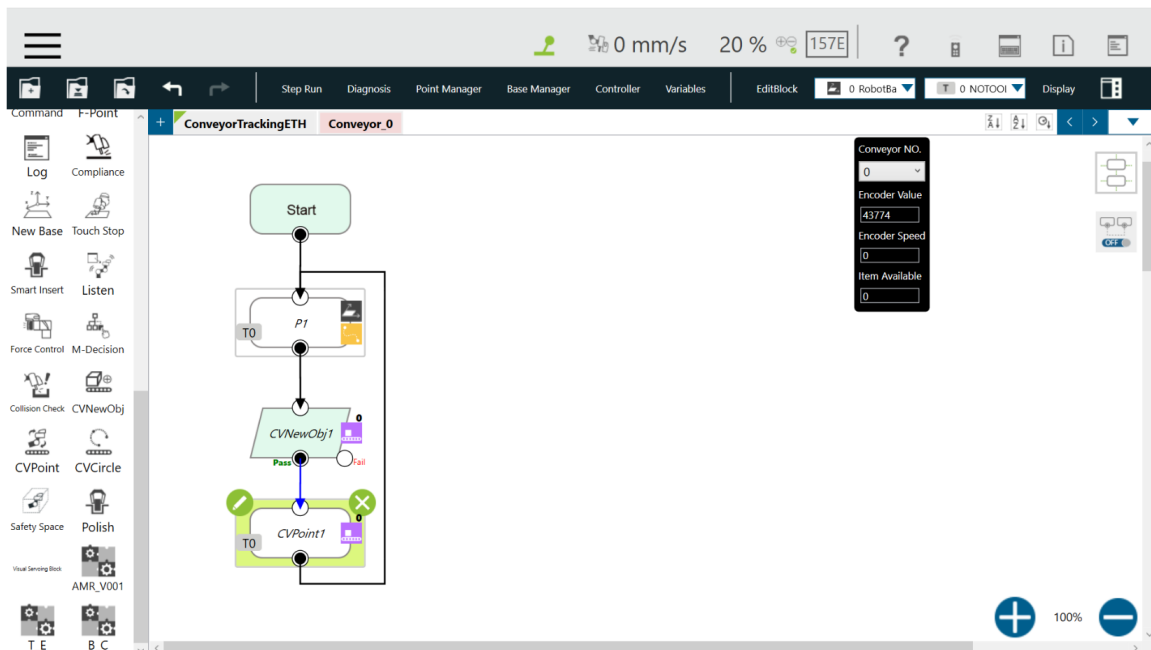 0 mm/s 20 % 157E ?
Step Run Diagnosis Point Manager Base Manager Controller Variables EditBlock 0 RobotBa T 0 NOTOOI Display
Command F-Point
+ ConveyorTrackingETH Conveyor_0
Log Compliance
New Base Touch Stop
Smart Insert Listen
Force Control M-Decision
Collision Check CVNewObj
CVPoint CVCircle
Safety Space Polish
Visual Servoing Block AMR_V001
T_E B_C
Start
P1
T0
0
CVNewObj1
Pass Fail
0
CVPoint1
T0
Conveyor NO.
0
Encoder Value
43774
Encoder Speed
0
Item Available
0
OFF
100%